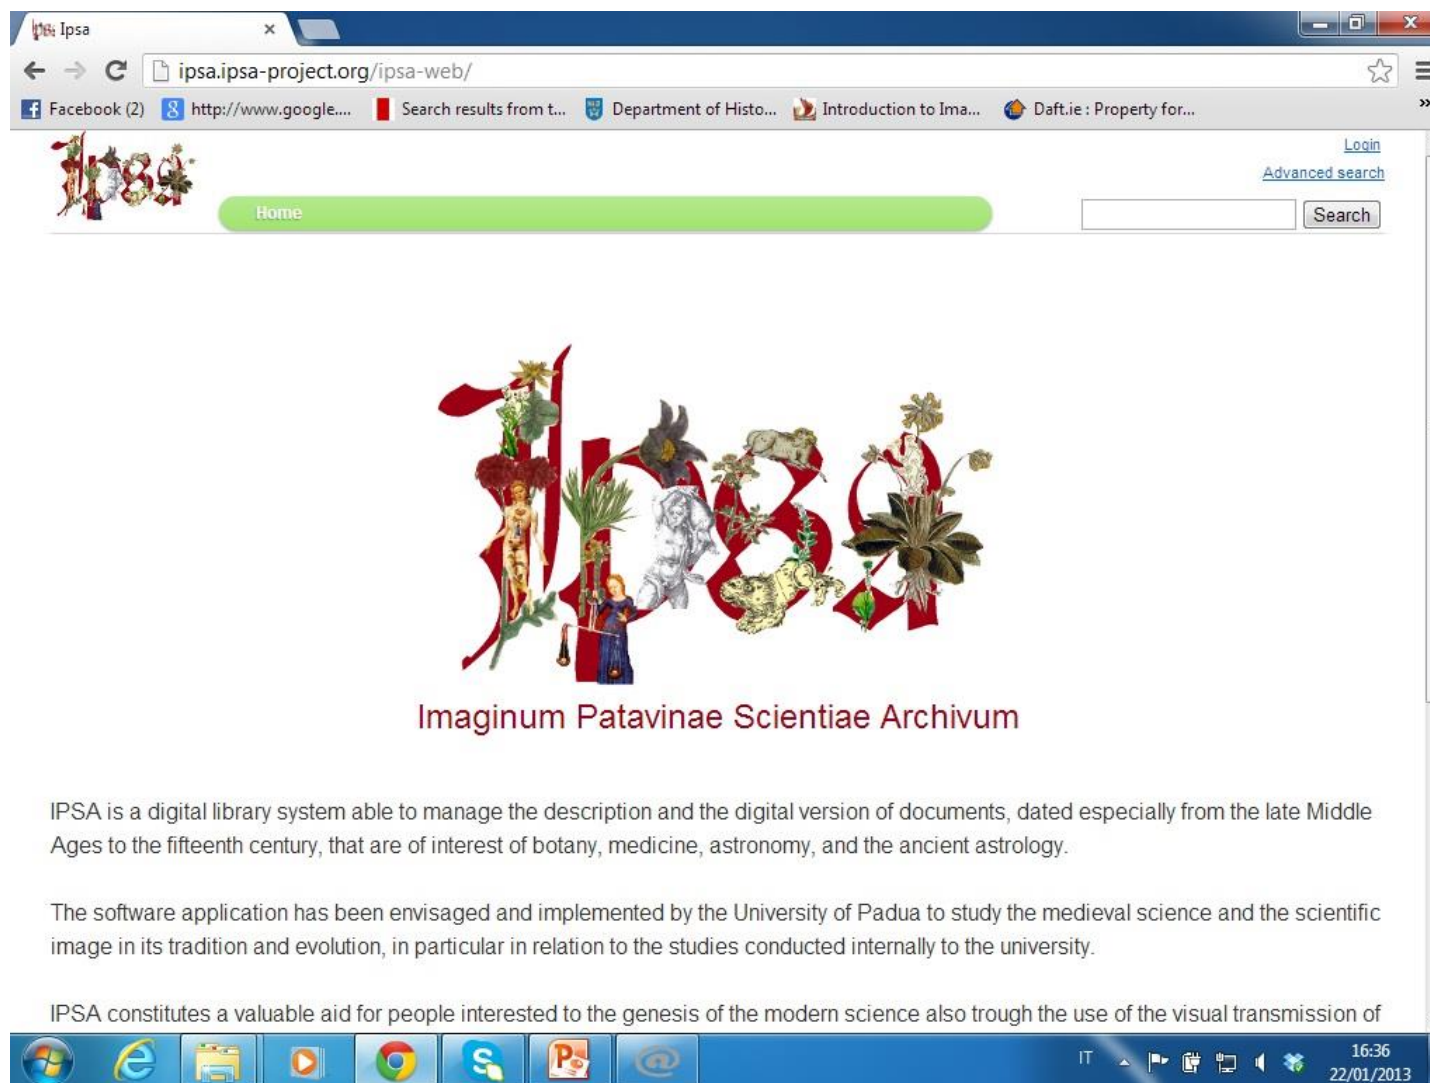 Ipsa
ipsa.ipsa-project.org/ipsa-web/
Facebook (2) http://www.google.... Search results from t... Department of Histo... Introduction to Ima... Daft.ie : Property for... »
Ipsa
Login
Advanced search
Home
Search
Ipsa
Imaginum Patavinae Scientiae Archivum
IPSA is a digital library system able to manage the description and the digital version of documents, dated especially from the late Middle
Ages to the fifteenth century, that are of interest of botany, medicine, astronomy, and the ancient astrology.
The software application has been envisaged and implemented by the University of Padua to study the medieval science and the scientific
image in its tradition and evolution, in particular in relation to the studies conducted internally to the university.
IPSA constitutes a valuable aid for people interested to the genesis of the modern science also trough the use of the visual transmission of
IT
16:36
22/01/2013